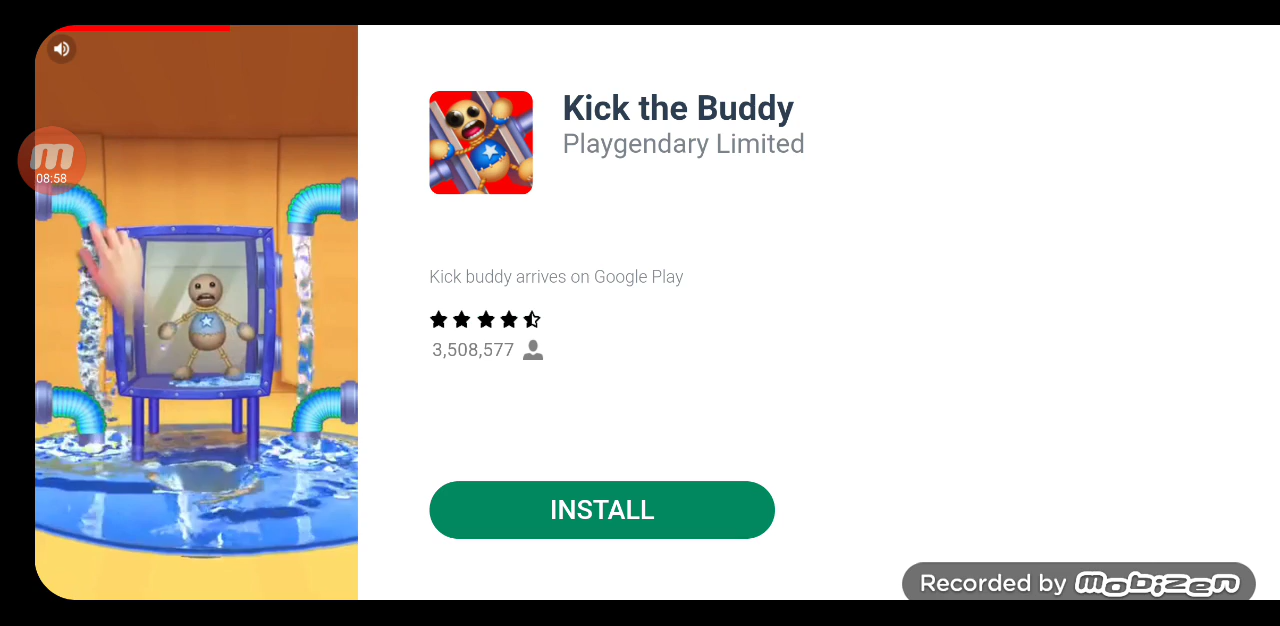 m
08:58
Kick the Buddy
Playgendary Limited
Kick buddy arrives on Google Play
3,508,577
INSTALL
Recorded by mobizen